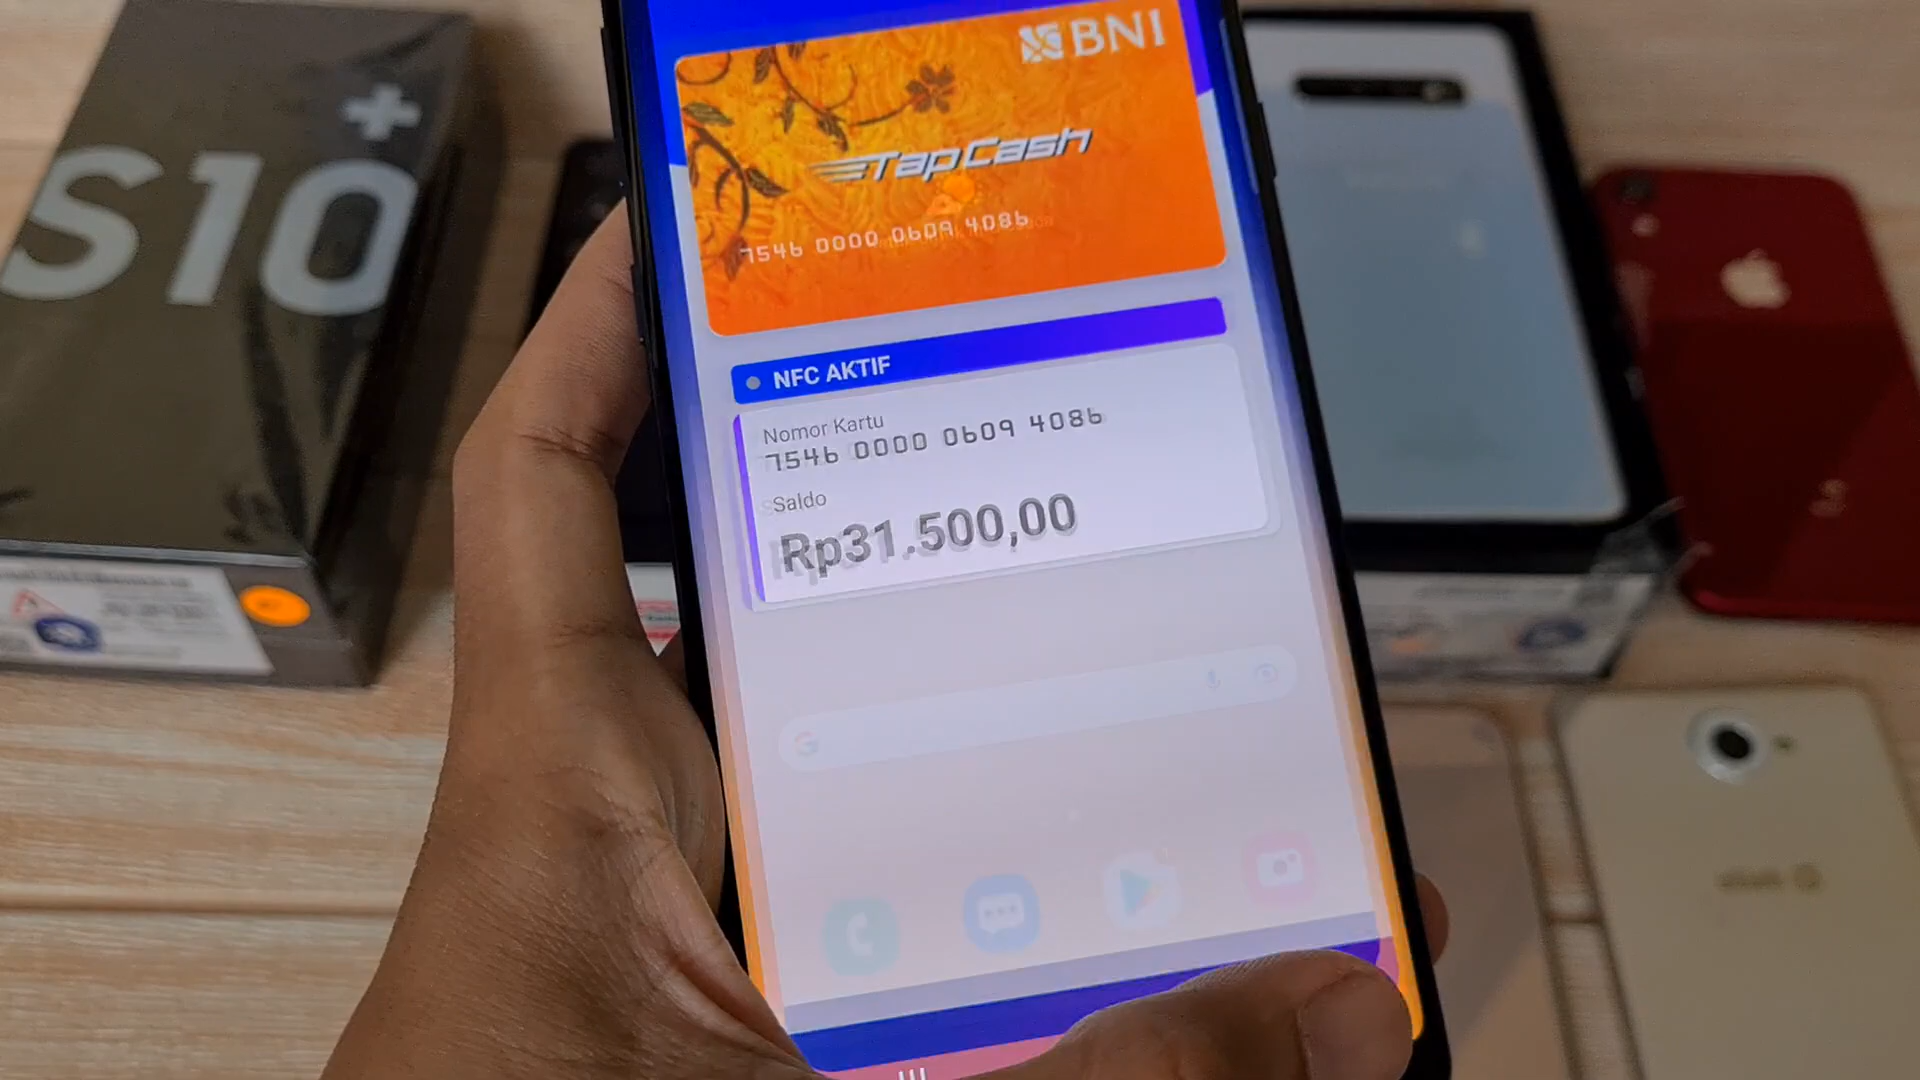 S10+
BNI
TapCash
7546 0000 0609 4086
NFC AKTIF
Nomor Kartu
7546 0000 0609 4086
Saldo
Rp31.500,00